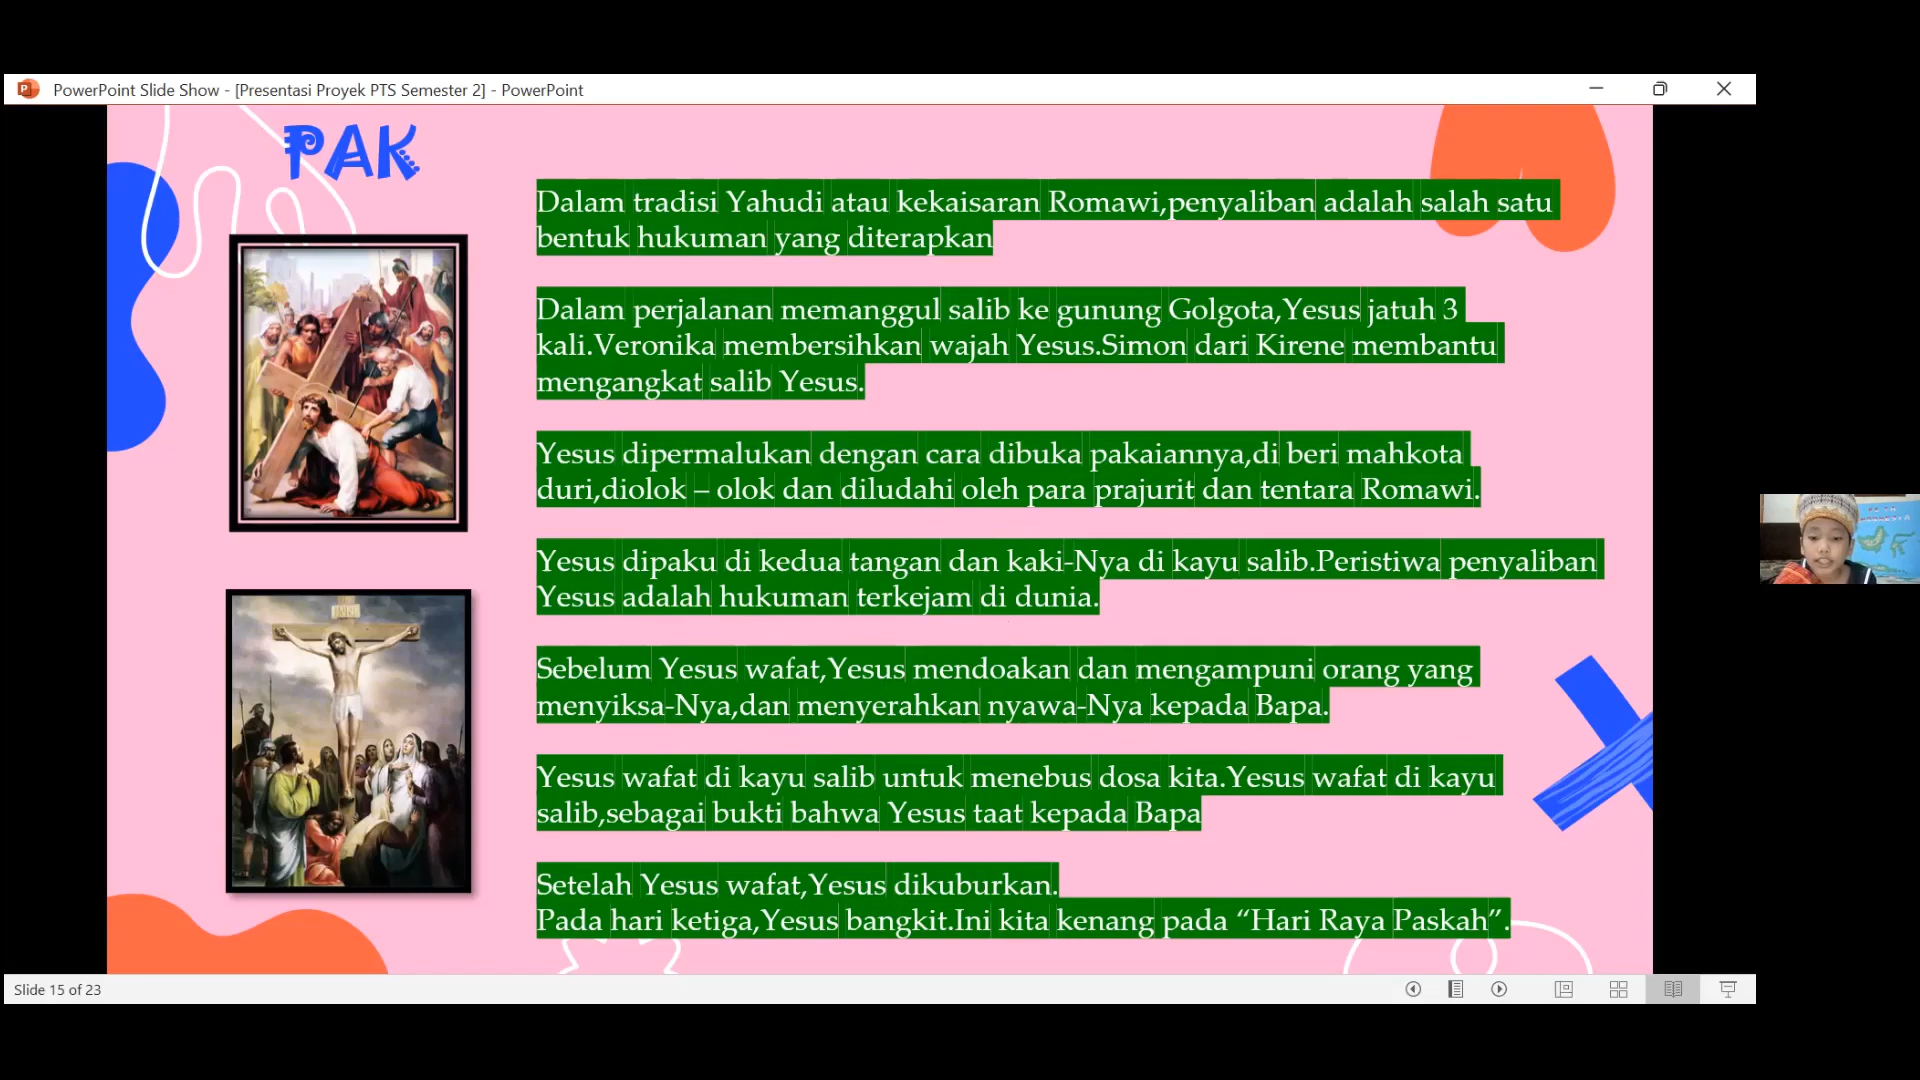 PowerPoint Slide Show - [Presentasi Proyek PTS Semester 2] - PowerPoint
PAK
Dalam tradisi Yahudi atau kekaisaran Romawi,penyaliban adalah salah satu
bentuk hukuman yang diterapkan
Dalam perjalanan memanggul salib ke gunung Golgota,Yesus jatuh 3
kali.Veronika membersihkan wajah Yesus.Simon dari Kirene membantu
mengangkat salib Yesus.
Yesus dipermalukan dengan cara dibuka pakaiannya,di beri mahkota
duri,diolok – olok dan diludahi oleh para prajurit dan tentara Romawi.
Yesus dipaku di kedua tangan dan kaki-Nya di kayu salib.Peristiwa penyaliban
Yesus adalah hukuman terkejam di dunia.
Sebelum Yesus wafat,Yesus mendoakan dan mengampuni orang yang
menyiksa-Nya,dan menyerahkan nyawa-Nya kepada Bapa.
Yesus wafat di kayu salib untuk menebus dosa kita.Yesus wafat di kayu
salib,sebagai bukti bahwa Yesus taat kepada Bapa
Setelah Yesus wafat,Yesus dikuburkan.
Pada hari ketiga,Yesus bangkit.Ini kita kenang pada “Hari Raya Paskah”.
Slide 15 of 23